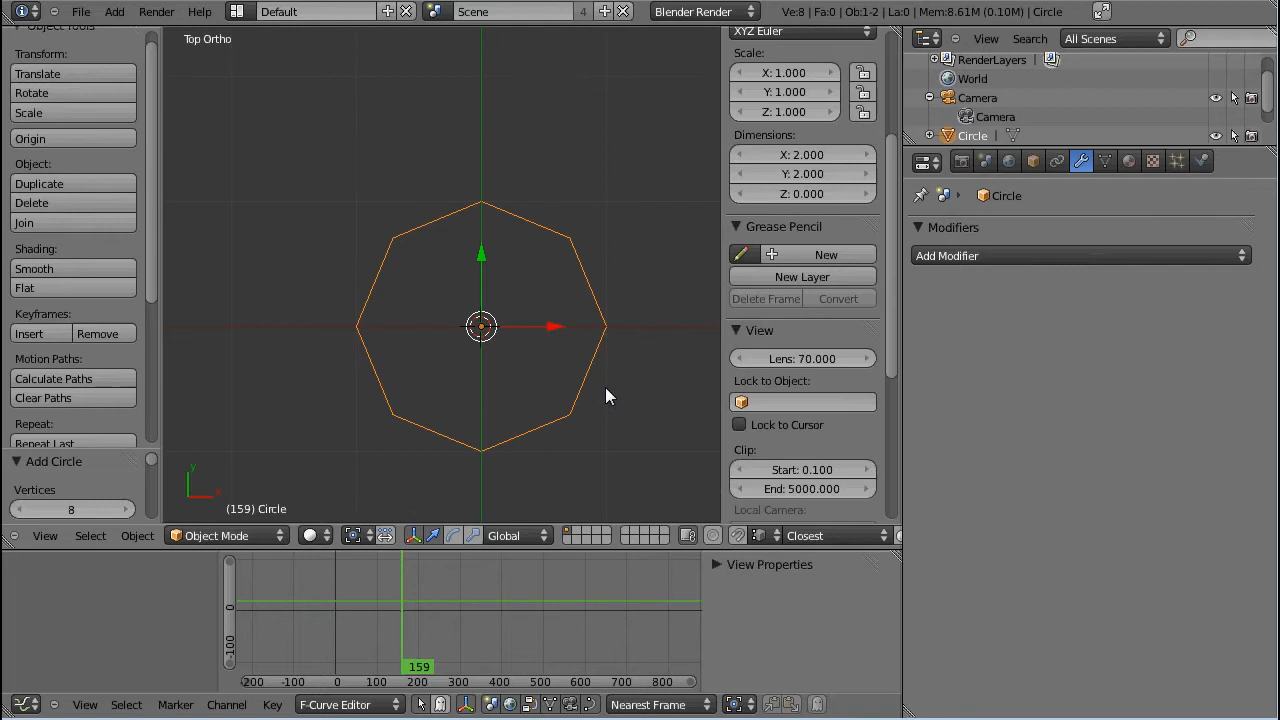 File Add Render Help Default Scene 4 Blender Render Ve:8 | Fa:0 | Ob:1-2 | La:0 | Mem:8.61M (0.10M) | Circle
Object Tools
Transform:
Translate
Rotate
Scale
Origin
Object:
Duplicate
Delete
Join
Shading:
Smooth
Flat
Keyframes:
Insert Remove
Motion Paths:
Calculate Paths
Clear Paths
Repeat:
Repeat Last
Add Circle
Vertices
8
Top Ortho
y
x
(159) Circle
XYZ Euler
Scale:
X: 1.000
Y: 1.000
Z: 1.000
Dimensions:
X: 2.000
Y: 2.000
Z: 0.000
Grease Pencil
New
New Layer
Delete Frame Convert
View
Lens: 70.000
Lock to Object:
Lock to Cursor
Clip:
Start: 0.100
End: 5000.000
Local Camera:
View Search All Scenes
RenderLayers
World
Camera
Camera
Circle
Circle
Modifiers
Add Modifier
View Select Object Object Mode Global Closest
0
-100
159
-200 -100 0 100 200 300 400 500 600 700 800
View Properties
View Select Marker Channel Key F-Curve Editor Nearest Frame